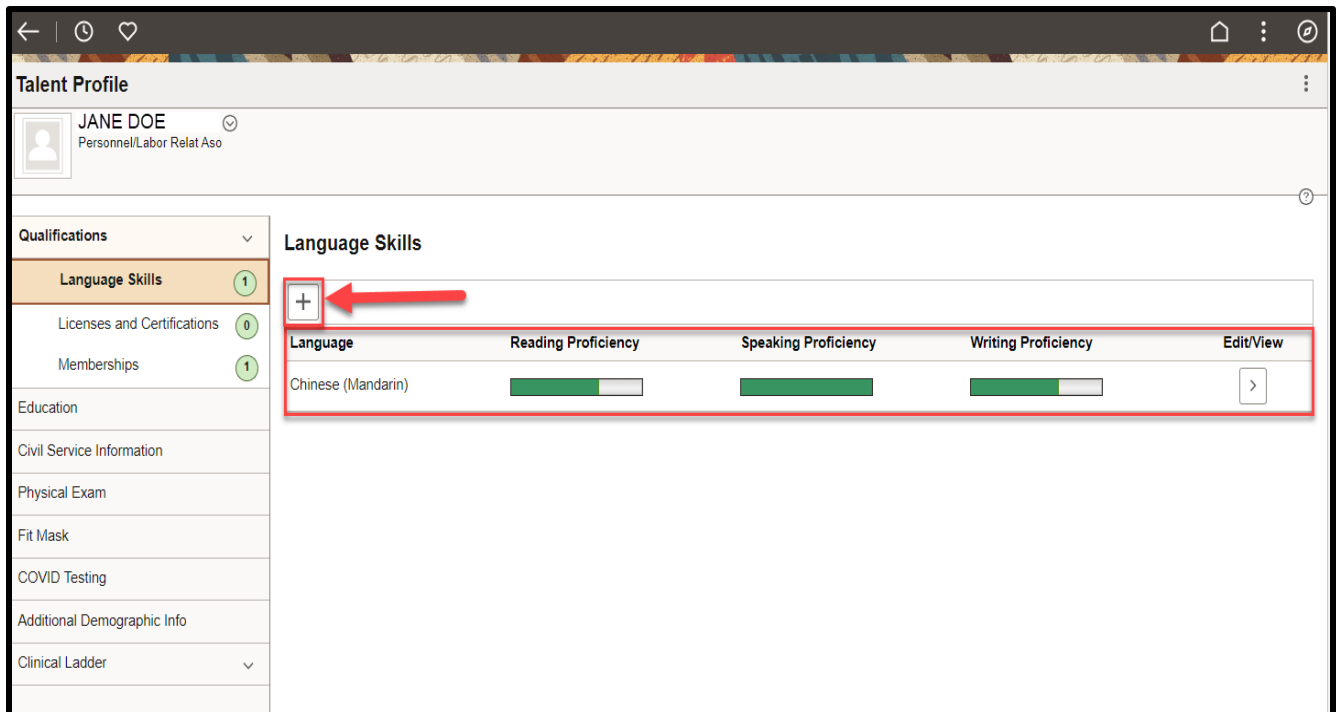 Talent Profile
JANE DOE
Personnel/Labor Relat Aso
Qualifications
Language Skills 1
Licenses and Certifications 0
Memberships 1
Education
Civil Service Information
Physical Exam
Fit Mask
COVID Testing
Additional Demographic Info
Clinical Ladder
Language Skills
Language Reading Proficiency Speaking Proficiency Writing Proficiency Edit/View
Chinese (Mandarin)